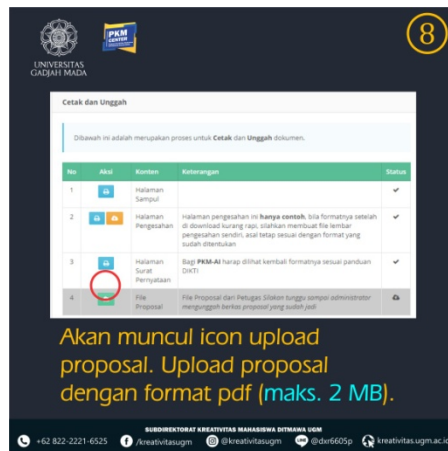 8
UNIVERSITAS
GADJAH MADA
PKM
CENTER
Cetak dan Unggah
Dibawah ini adalah merupakan proses untuk Cetak dan Unggah dokumen.
No Aksi Konten Keterangan Status
1 Halaman
Sampul
2 Halaman
Pengesahan
Halaman pengesahan ini hanya contoh, bila formatnya setelah
di download kurang rapi, silahkan membuat file lembar
pengesahan sendiri, asal tetap sesuai dengan format yang
sudah ditentukan
3 Halaman
Surat
Pernyataan
Bagi PKM-AI harap dilihat kembali formatnya sesuai panduan
DIKTI
4 File
Proposal
File Proposal dari Petugas Silakan tunggu sampai administrator
mengunggah berkas proposal yang sudah jadi
Akan muncul icon upload
proposal. Upload proposal
dengan format pdf (maks. 2 MB).
SUBDIREKTORAT KREATIVITAS MAHASISWA DITMAWA UGM
+62 822-2221-6525 /kreativitasugm @kreativitasugm @dxr6605p kreativitas.ugm.ac.id